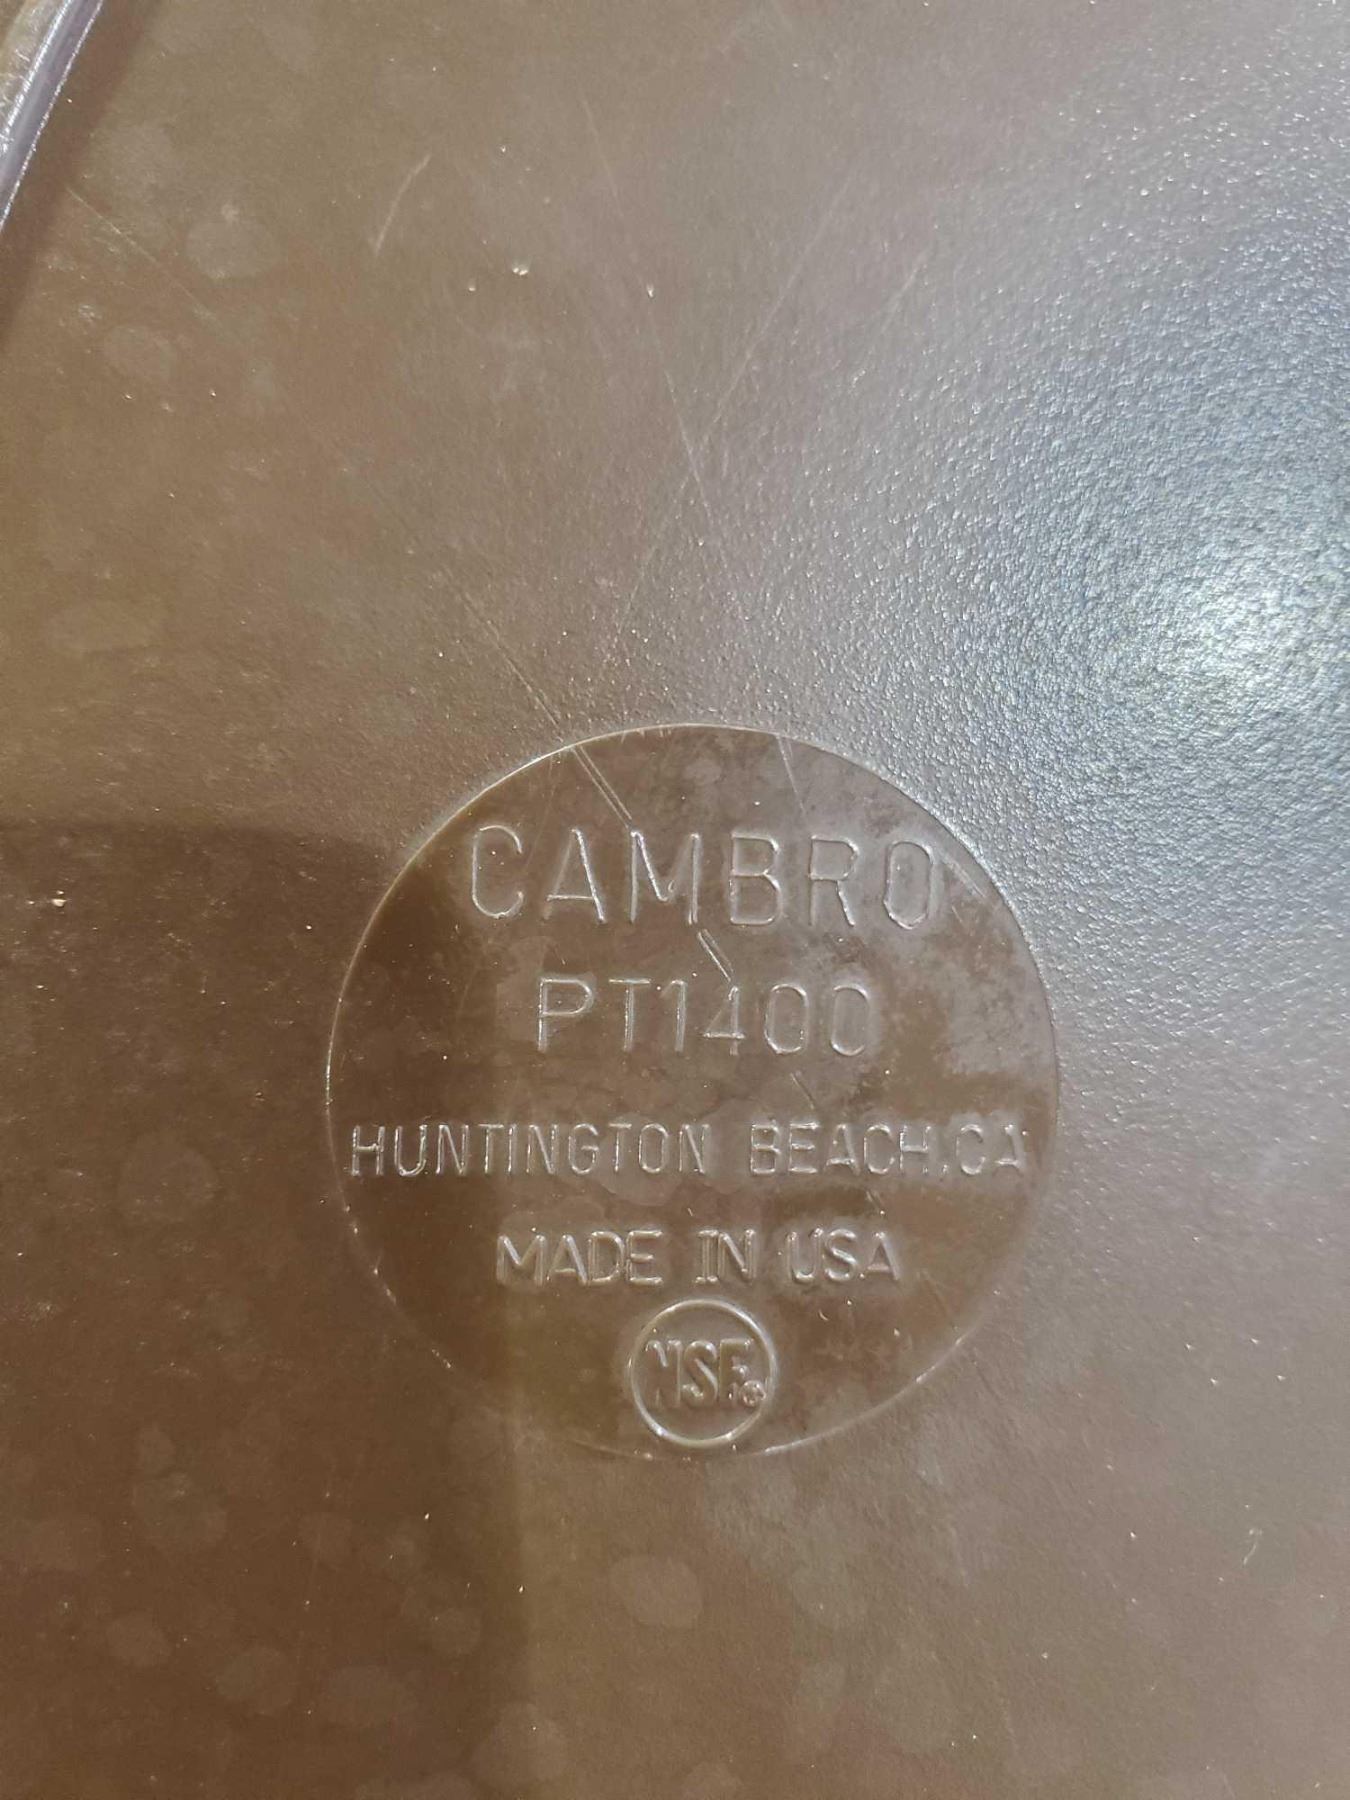 CAMBRO
PT1400
HUNTINGTON BEACH,CA
MADE IN USA
NSF®